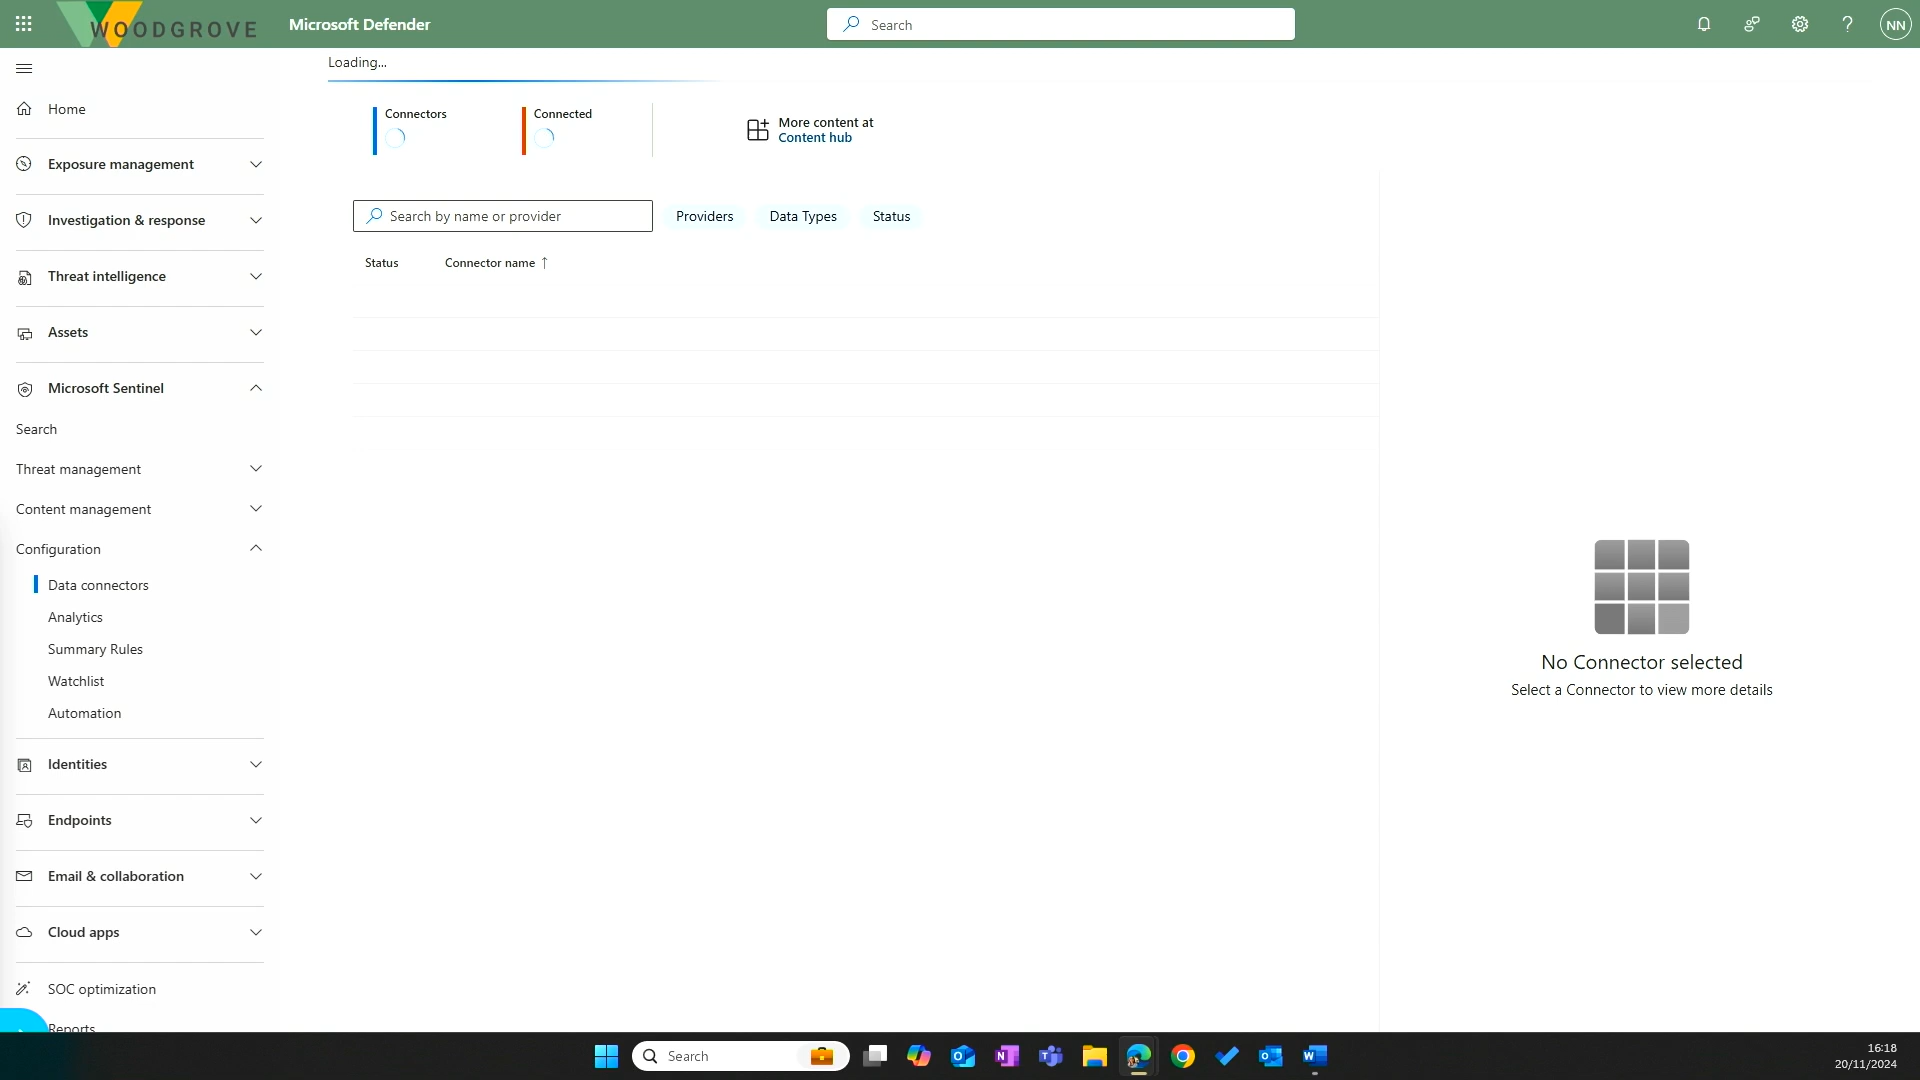 WOODGROVE
Microsoft Defender
Search
NN
Loading...
Home
Exposure management
Investigation & response
Threat intelligence
Assets
Microsoft Sentinel
Search
Threat management
Content management
Configuration
Data connectors
Analytics
Summary Rules
Watchlist
Automation
Identities
Endpoints
Email & collaboration
Cloud apps
SOC optimization
Reports
Connectors
Connected
More content at
Content hub
Search by name or provider
Providers
Data Types
Status
Status
Connector name ↑
No Connector selected
Select a Connector to view more details
Search
16:18
20/11/2024